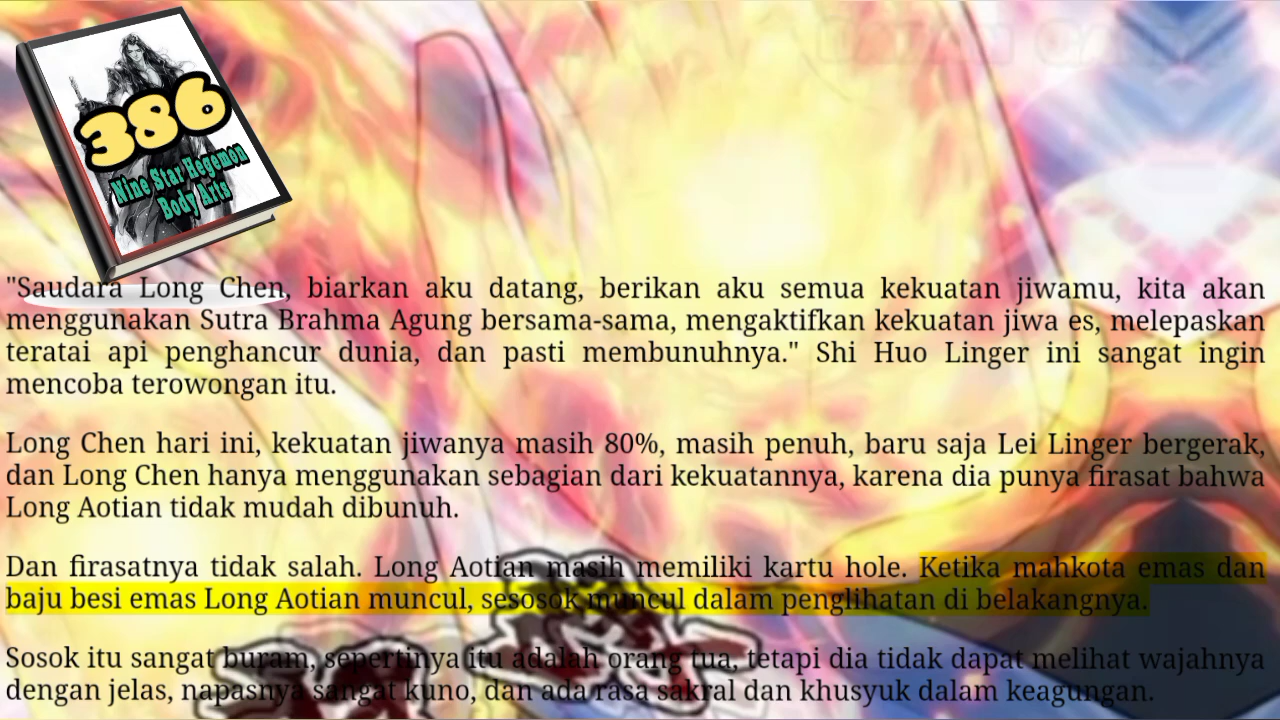 386
Nine Star Hegemon
Body Arts
"Saudara Long Chen, biarkan aku datang, berikan aku semua kekuatan jiwamu, kita akan
menggunakan Sutra Brahma Agung bersama-sama, mengaktifkan kekuatan jiwa es, melepaskan
teratai api penghancur dunia, dan pasti membunuhnya." Shi Huo Linger ini sangat ingin
mencoba terowongan itu.
Long Chen hari ini, kekuatan jiwanya masih 80%, masih penuh, baru saja Lei Linger bergerak,
dan Long Chen hanya menggunakan sebagian dari kekuatannya, karena dia punya firasat bahwa
Long Aotian tidak mudah dibunuh.
Dan firasatnya tidak salah. Long Aotian masih memiliki kartu hole. Ketika mahkota emas dan
baju besi emas Long Aotian muncul, sesosok muncul dalam penglihatan di belakangnya.
Sosok itu sangat buram, sepertinya itu adalah orang tua, tetapi dia tidak dapat melihat wajahnya
dengan jelas, napasnya sangat kuno, dan ada rasa sakral dan khusyuk dalam keagungan.